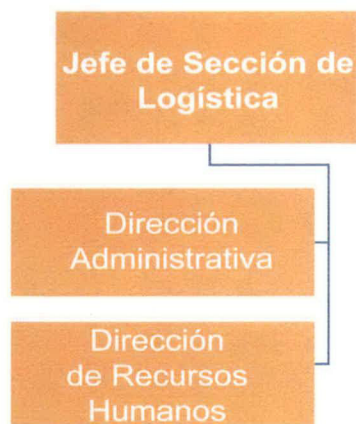 Jefe de Sección de
Logística
Dirección
Administrativa
Dirección
de Recursos
Humanos